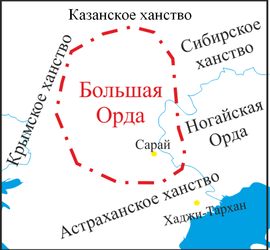 Казанское ханство
Сибирское
ханство
Крымское ханство
Большая
Орда
Ногайская
Орда
Сарай
Астраханское ханство
Хаджи-Тархан